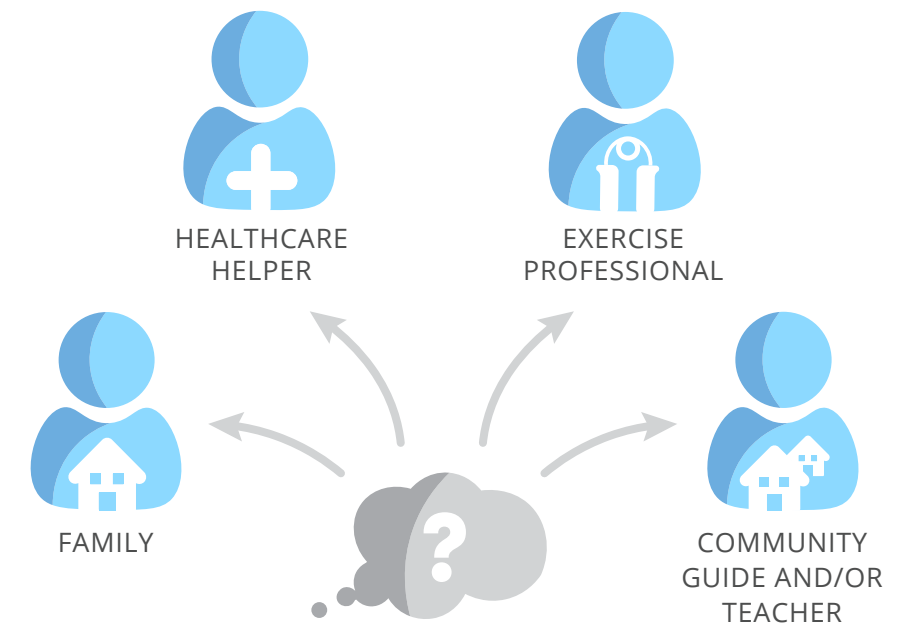 HEALTHCARE
HELPER
EXERCISE
PROFESSIONAL
FAMILY
?
COMMUNITY
GUIDE AND/OR
TEACHER